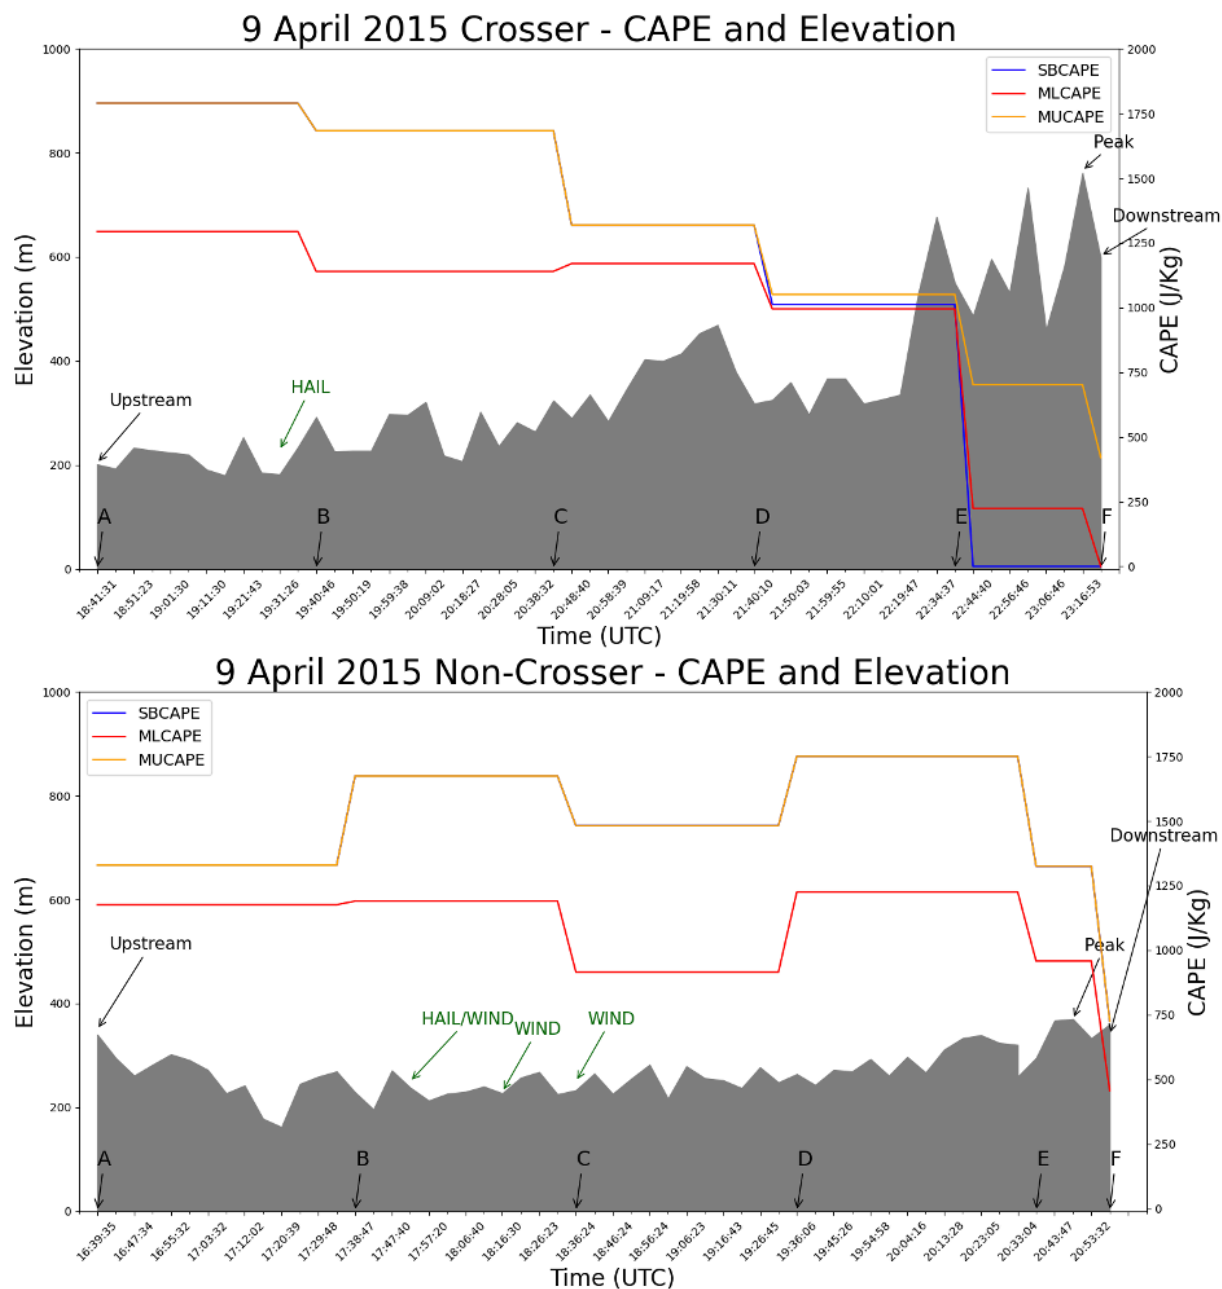 9 April 2015 Crosser - CAPE and Elevation
1000
800
600
400
200
0
Elevation (m)
2000
1750
1500
1250
1000
750
500
250
0
CAPE (J/Kg)
SBCAPE
MLCAPE
MUCAPE
Peak
Downstream
HAIL
Upstream
A B C D E F
18:41:31 18:51:23 19:01:30 19:11:30 19:21:43 19:31:26 19:40:46 19:50:19 19:59:38 20:09:02 20:18:27 20:28:05 20:38:32 20:48:40 20:58:39 21:09:17 21:19:58 21:30:11 21:40:10 21:50:03 21:59:55 22:10:01 22:19:47 22:34:37 22:44:40 22:56:46 23:06:46 23:16:53
Time (UTC)
9 April 2015 Non-Crosser - CAPE and Elevation
1000
800
600
400
200
0
Elevation (m)
2000
1750
1500
1250
1000
750
500
250
0
CAPE (J/Kg)
SBCAPE
MLCAPE
MUCAPE
Downstream
Upstream
Peak
HAIL/WIND WIND WIND
A B C D E F
16:39:35 16:47:34 16:55:32 17:03:32 17:12:02 17:20:39 17:29:48 17:38:47 17:47:40 17:57:20 18:06:40 18:16:30 18:26:23 18:36:24 18:46:24 18:56:24 19:06:23 19:16:43 19:26:45 19:36:06 19:45:26 19:54:58 20:04:16 20:13:28 20:23:05 20:33:04 20:43:47 20:53:32
Time (UTC)